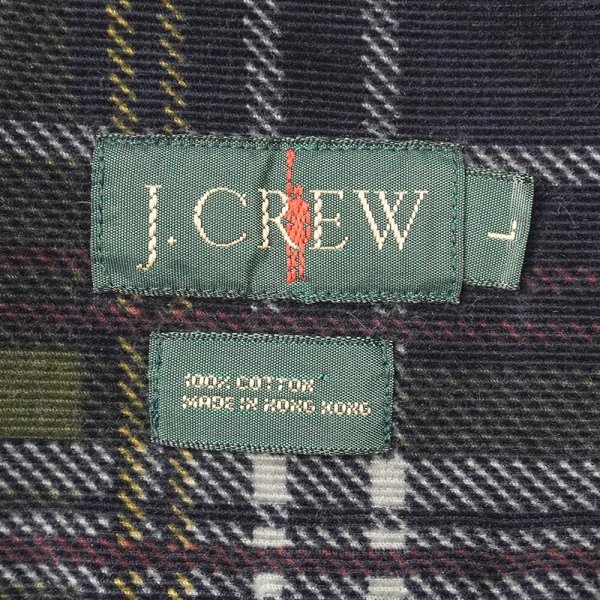 J. CREW
L
100% COTTON
MADE IN HONG KONG